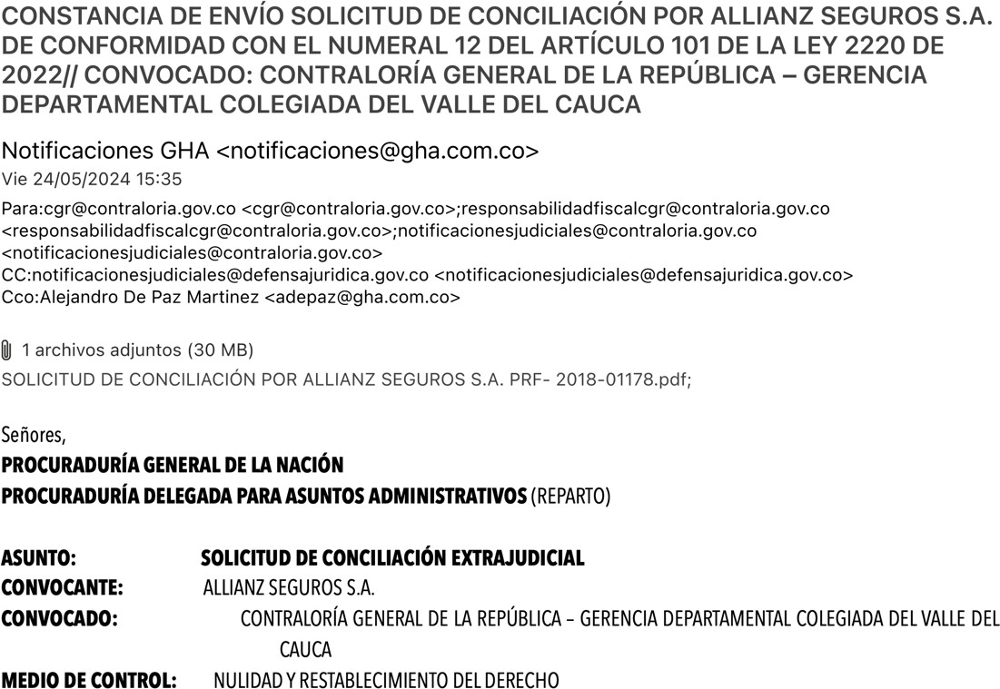 CONSTANCIA DE ENVÍO SOLICITUD DE CONCILIACIÓN POR ALLIANZ SEGUROS S.A.
DE CONFORMIDAD CON EL NUMERAL 12 DEL ARTÍCULO 101 DE LA LEY 2220 DE
2022// CONVOCADO: CONTRALORÍA GENERAL DE LA REPÚBLICA – GERENCIA
DEPARTAMENTAL COLEGIADA DEL VALLE DEL CAUCA
Notificaciones GHA <notificaciones@gha.com.co>
Vie 24/05/2024 15:35
Para:cgr@contraloria.gov.co <cgr@contraloria.gov.co>;responsabilidadfiscalcgr@contraloria.gov.co
<responsabilidadfiscalcgr@contraloria.gov.co>;notificacionesjudiciales@contraloria.gov.co
<notificacionesjudiciales@contraloria.gov.co>
CC:notificacionesjudiciales@defensajuridica.gov.co <notificacionesjudiciales@defensajuridica.gov.co>
Cco:Alejandro De Paz Martinez <adepaz@gha.com.co>
1 archivos adjuntos (30 MB)
SOLICITUD DE CONCILIACIÓN POR ALLIANZ SEGUROS S.A. PRF- 2018-01178.pdf;
Señores,
PROCURADURÍA GENERAL DE LA NACIÓN
PROCURADURÍA DELEGADA PARA ASUNTOS ADMINISTRATIVOS (REPARTO)
ASUNTO: SOLICITUD DE CONCILIACIÓN EXTRAJUDICIAL
CONVOCANTE: ALLIANZ SEGUROS S.A.
CONVOCADO: CONTRALORÍA GENERAL DE LA REPÚBLICA – GERENCIA DEPARTAMENTAL COLEGIADA DEL VALLE DEL
CAUCA
MEDIO DE CONTROL: NULIDAD Y RESTABLECIMIENTO DEL DERECHO